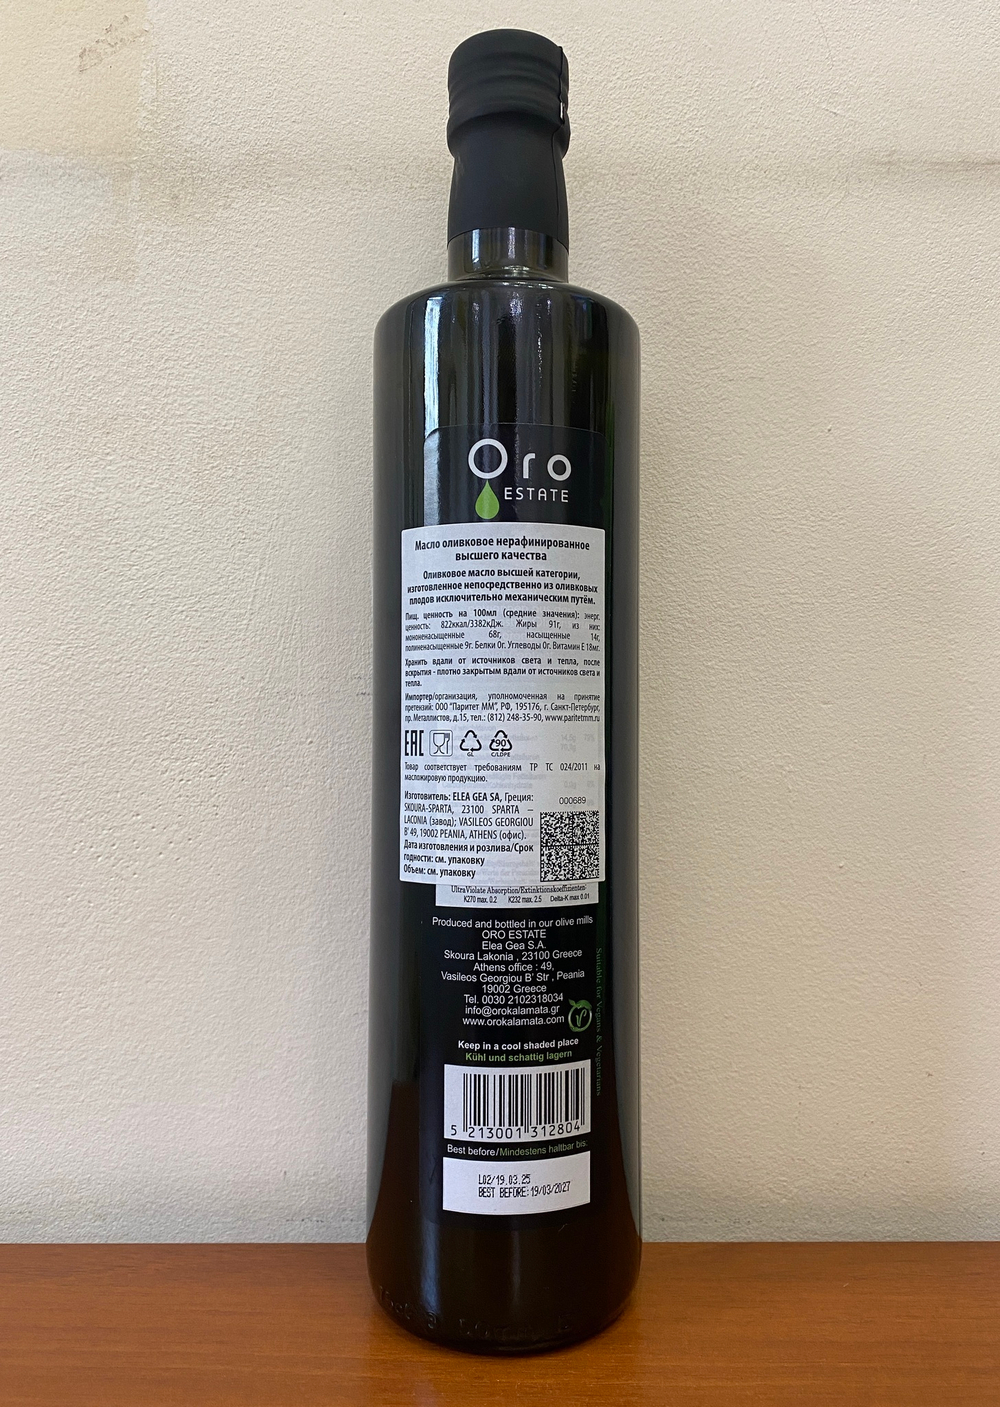 Oro
ESTATE
Масло оливковое нерафинированное
высшего качества
Оливковое масло высшей категории,
изготовленное непосредственно из оливковых
плодов исключительно механическим путём.
Пищ. ценность на 100мл (средние значения): энерг.
ценность: 822ккал/3382кДж. Жиры 91г, из них:
мононенасыщенные 68г, насыщенные 14г,
полиненасыщенные 9г. Белки 0г. Углеводы 0г. Витамин Е 18мг.
Хранить вдали от источников света и тепла, после
вскрытия - плотно закрытым вдали от источников света и
тепла.
Импортер/организация, уполномоченная на принятие
претензий: ООО "Паритет ММ", РФ, 195176, г. Санкт-Петербург,
пр. Металлистов, д.15, тел.: (812) 248-35-90, www.paritetmm.ru
EAC
GL
90
C/LDPE
Товар соответствует требованиям ТР ТС 024/2011 на
масложировую продукцию.
Изготовитель: ELEA GEA SA, Греция:
SKOURA-SPARTA, 23100 SPARTA –
LACONIA (завод); VASILEOS GEORGIOU
B' 49, 19002 PEANIA, ATHENS (офис).
Дата изготовления и розлива/Срок
годности: см. упаковку
Объем: см. упаковку
000689
UltraViolate Absorption/Extinktionskoeffizienten
K270 max. 0.2 K232 max. 2.5 Delta-K max 0.01
Produced and bottled in our olive mills
ORO ESTATE
Elea Gea S.A.
Skoura Lakonia , 23100 Greece
Athens office : 49,
Vasileos Georgiou B' Str , Peania
19002 Greece
Tel. 0030 2102318034
info@orokalamata.gr
www.orokalamata.com
Suitable for Vegans & Vegetarians
Keep in a cool shaded place
Kühl und schattig lagern
5 213001 312804
Best before/Mindestens haltbar bis:
L02/19.03.25
BEST BEFORE:19/03/2027